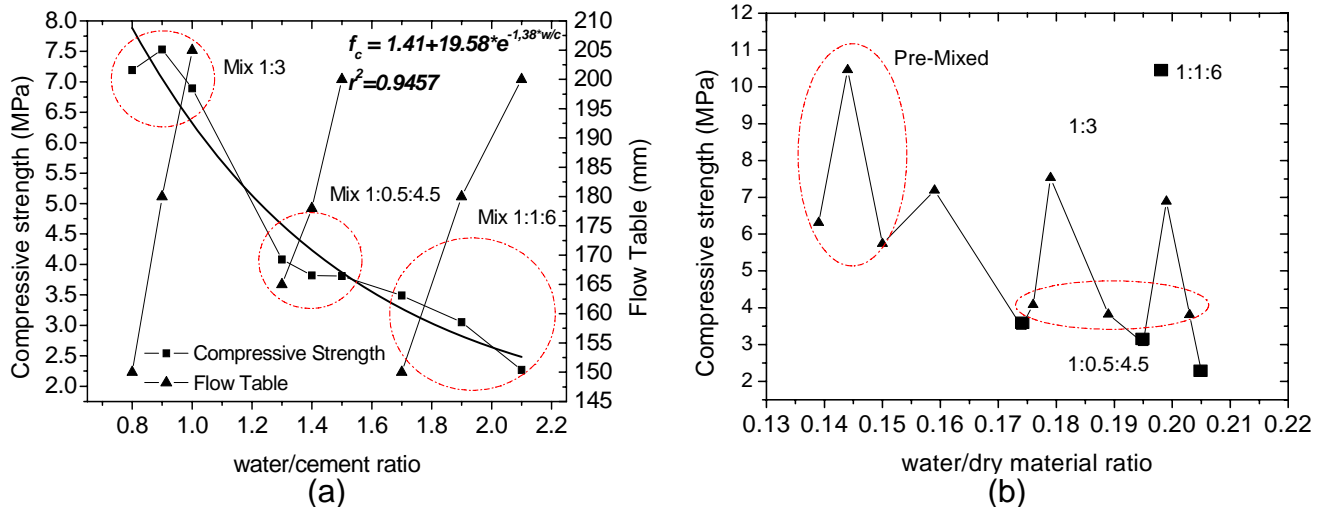 8.0
7.5
7.0
6.5
6.0
5.5
5.0
4.5
4.0
3.5
3.0
2.5
2.0
Compressive strength (MPa)
f_c = 1.41+19.58*e^-1,38*w/c-
r²=0.9457
Mix 1:3
Mix 1:0.5:4.5
Mix 1:1:6
Compressive Strength
Flow Table
210
205
200
195
190
185
180
175
170
165
160
155
150
145
Flow Table (mm)
0.8 1.0 1.2 1.4 1.6 1.8 2.0 2.2
water/cement ratio
(a)
12
11
10
9
8
7
6
5
4
3
2
Compressive strength (MPa)
Pre-Mixed
1:1:6
1:3
1:0.5:4.5
0.13 0.14 0.15 0.16 0.17 0.18 0.19 0.20 0.21 0.22
water/dry material ratio
(b)